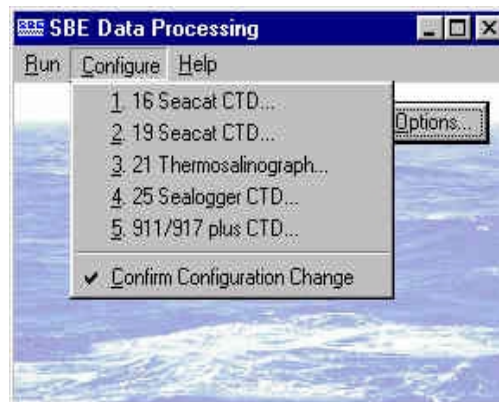 SBE SBE Data Processing
Run Configure Help
1. 16 Seacat CTD...
2. 19 Seacat CTD...
3. 21 Thermosalinograph...
4. 25 Sealogger CTD...
5. 911/917 plus CTD...
Options...
✔ Confirm Configuration Change